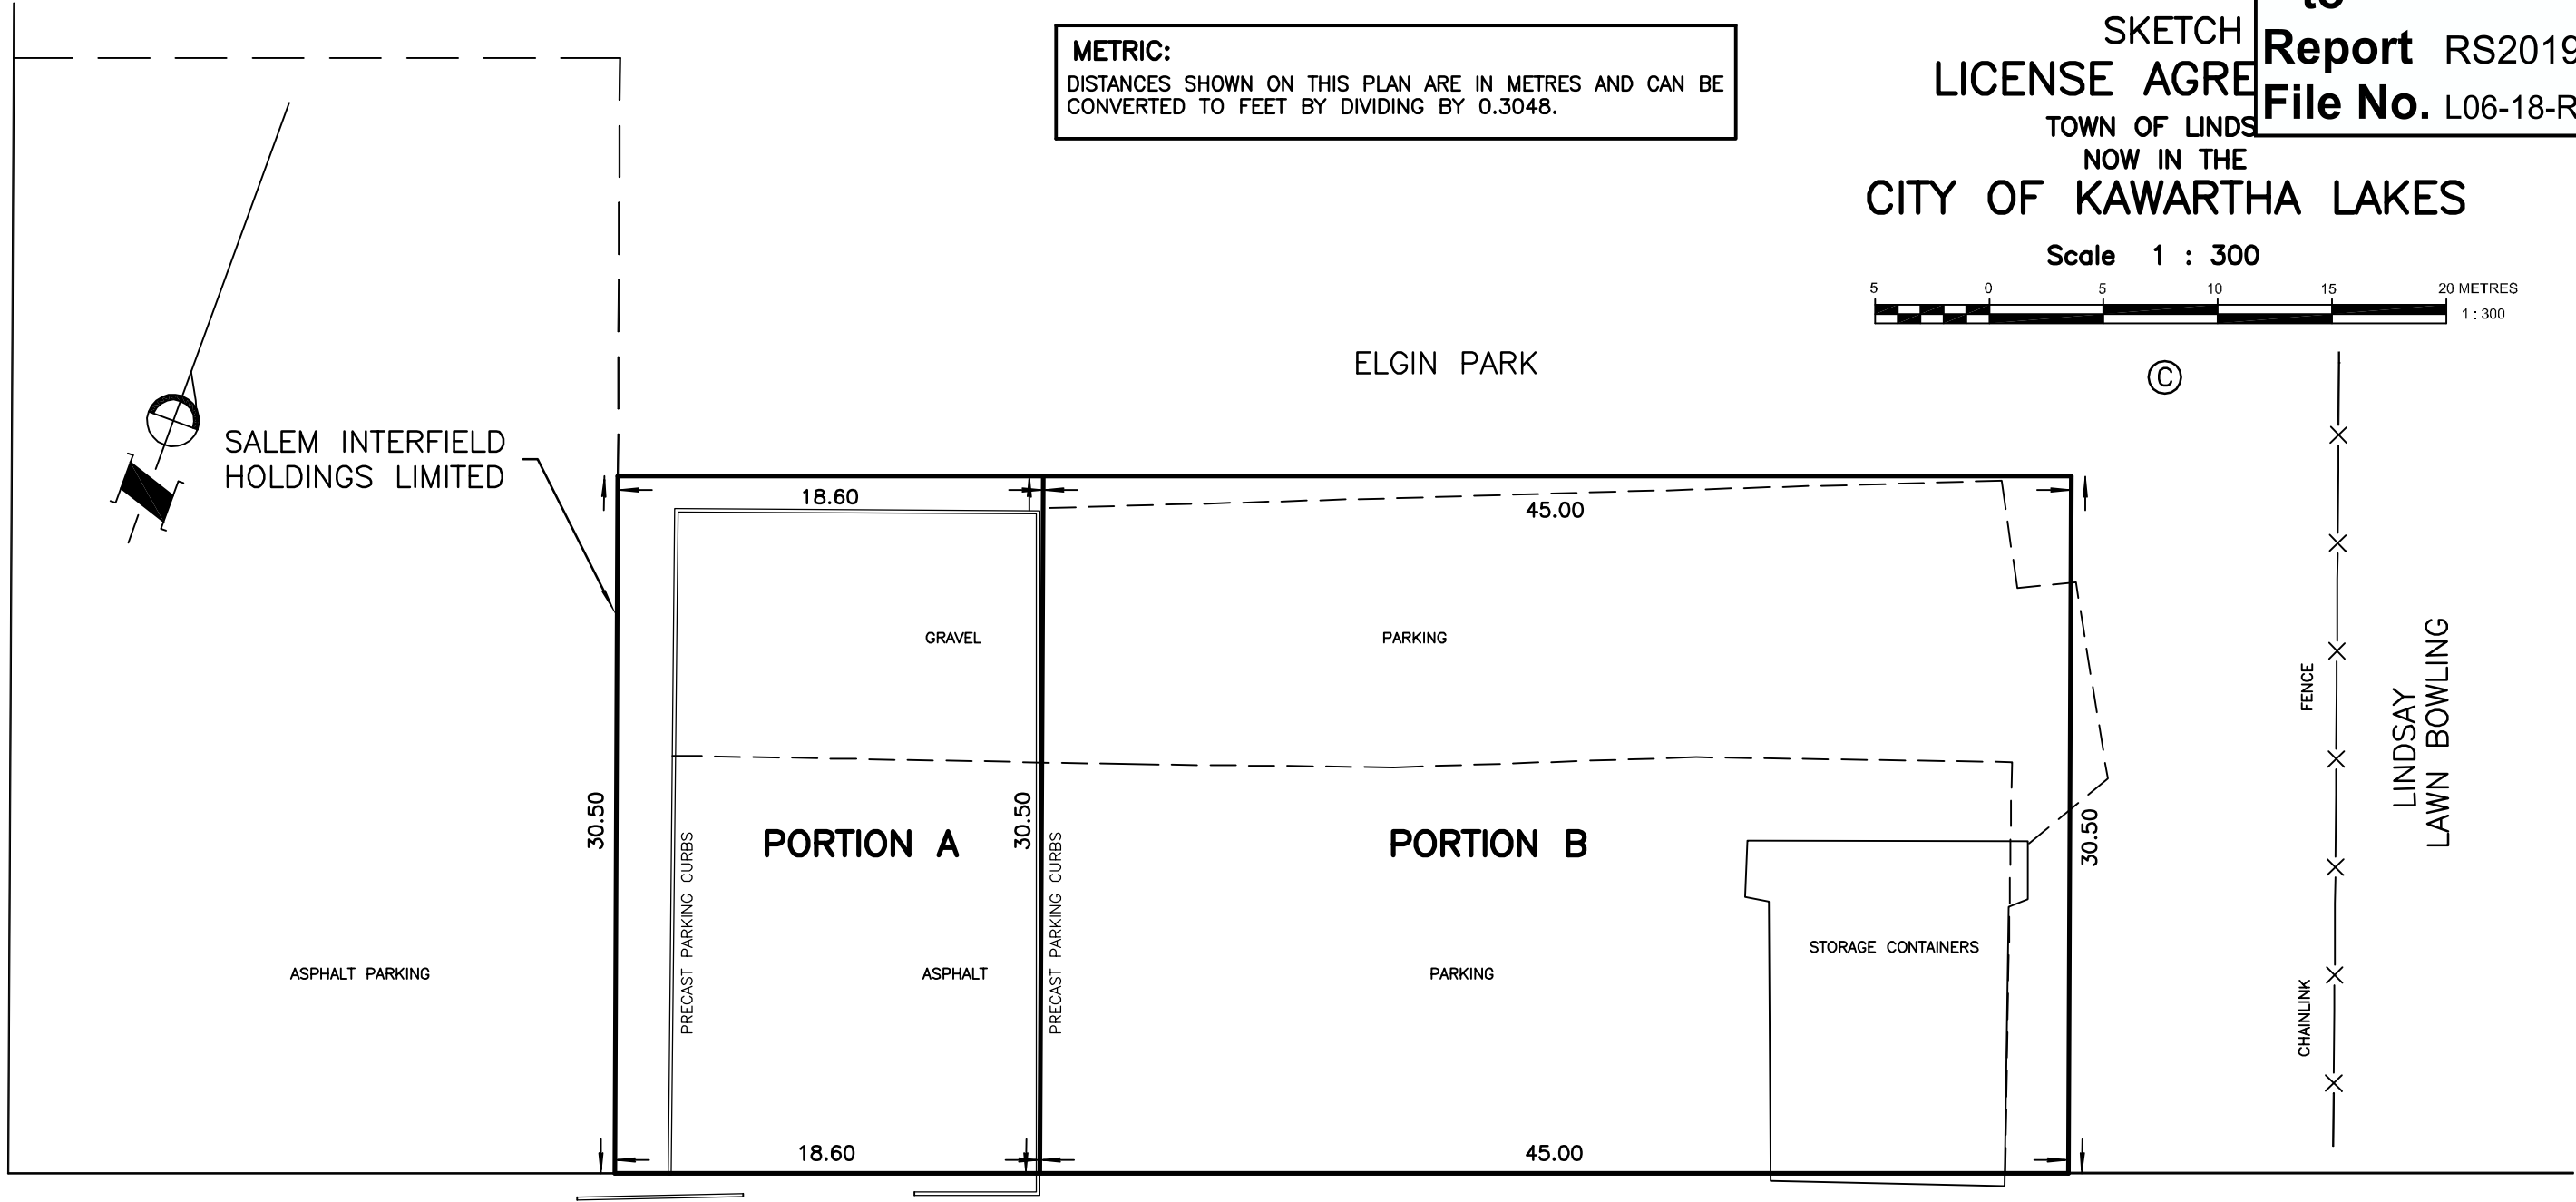 METRIC:
DISTANCES SHOWN ON THIS PLAN ARE IN METRES AND CAN BE
CONVERTED TO FEET BY DIVIDING BY 0.3048.
SKETCH
LICENSE AGRE
TOWN OF LINDS
NOW IN THE
CITY OF KAWARTHA LAKES
Scale 1 : 300
to
Report RS2019
File No. L06-18-R
5 0 5 10 15 20 METRES
1 : 300
ELGIN PARK
©
SALEM INTERFIELD
HOLDINGS LIMITED
18.60
45.00
GRAVEL
PARKING
FENCE
LINDSAY
LAWN BOWLING
30.50
PORTION A
30.50
PORTION B
30.50
PRECAST PARKING CURBS
PRECAST PARKING CURBS
STORAGE CONTAINERS
ASPHALT PARKING
ASPHALT
PARKING
CHAINLINK
18.60
45.00